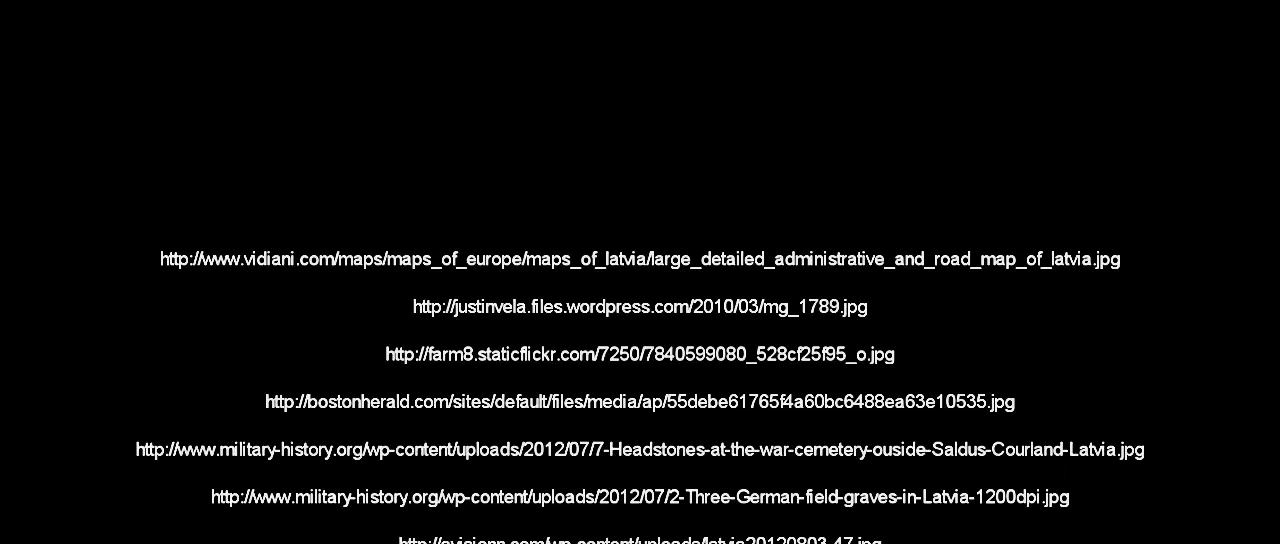 http://www.vidiani.com/maps/maps_of_europe/maps_of_latvia/large_detailed_administrative_and_road_map_of_latvia.jpg
http://justinvela.files.wordpress.com/2010/03/mg_1789.jpg
http://farm8.staticflickr.com/7250/7840599080_528cf25f95_o.jpg
http://bostonherald.com/sites/default/files/media/ap/55debe61765f4a60bc6488ea63e10535.jpg
http://www.military-history.org/wp-content/uploads/2012/07/7-Headstones-at-the-war-cemetery-ouside-Saldus-Courland-Latvia.jpg
http://www.military-history.org/wp-content/uploads/2012/07/2-Three-German-field-graves-in-Latvia-1200dpi.jpg